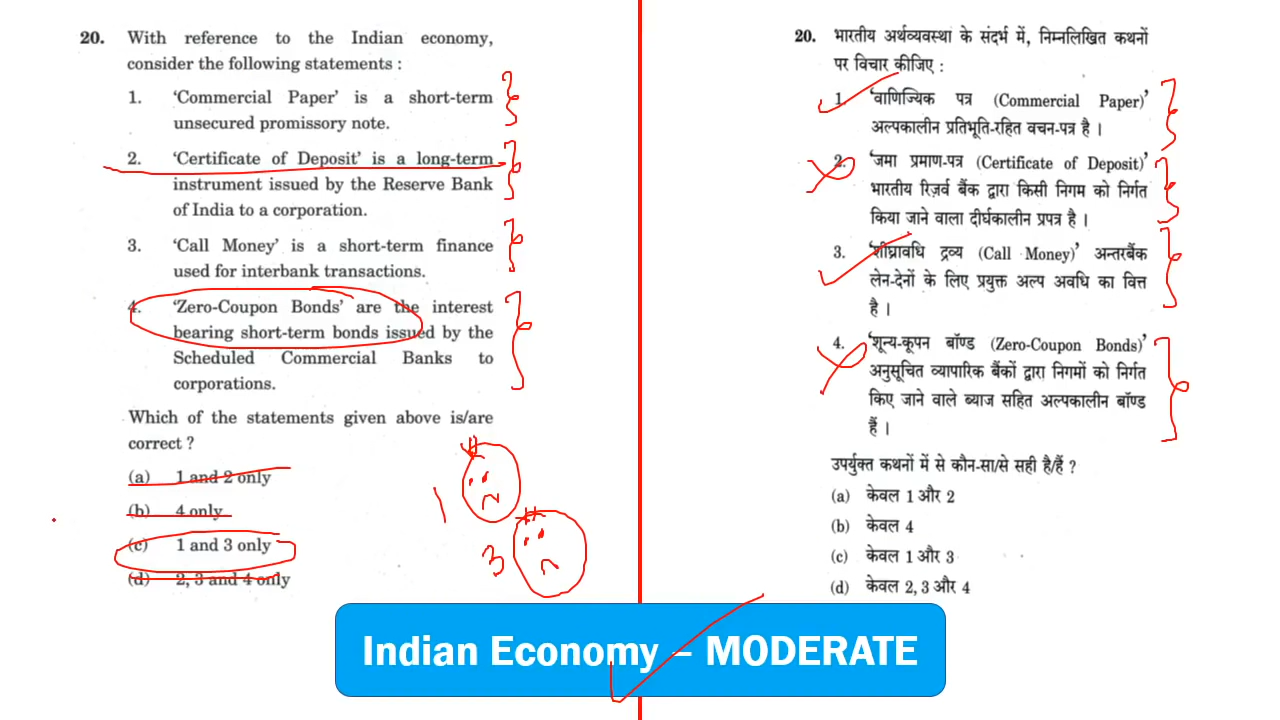 20. With reference to the Indian economy,
consider the following statements :
1. 'Commercial Paper' is a short-term
unsecured promissory note.
2. 'Certificate of Deposit' is a long-term
instrument issued by the Reserve Bank
of India to a corporation.
3. 'Call Money' is a short-term finance
used for interbank transactions.
4. 'Zero-Coupon Bonds' are the interest
bearing short-term bonds issued by the
Scheduled Commercial Banks to
corporations.
Which of the statements given above is/are
correct ?
(a) 1 and 2 only
(b) 4 only
(c) 1 and 3 only
(d) 2, 3 and 4 only
1
3
20. भारतीय अर्थव्यवस्था के संदर्भ में, निम्नलिखित कथनों
पर विचार कीजिए :
1. 'वाणिज्यिक पत्र (Commercial Paper)'
अल्पकालीन प्रतिभूति-रहित वचन-पत्र है ।
2. 'जमा प्रमाण-पत्र (Certificate of Deposit)'
भारतीय रिज़र्व बैंक द्वारा किसी निगम को निर्गत
किया जाने वाला दीर्घकालीन प्रपत्र है ।
3. 'शीघ्रावधि द्रव्य (Call Money)' अन्तरबैंक
लेन-देनों के लिए प्रयुक्त अल्प अवधि का वित्त
है ।
4. 'शून्य-कूपन बॉण्ड (Zero-Coupon Bonds)'
अनुसूचित व्यापारिक बैंकों द्वारा निगमों को निर्गत
किए जाने वाले ब्याज सहित अल्पकालीन बॉण्ड
हैं ।
उपर्युक्त कथनों में से कौन-सा/से सही है/हैं ?
(a) केवल 1 और 2
(b) केवल 4
(c) केवल 1 और 3
(d) केवल 2, 3 और 4
Indian Economy – MODERATE